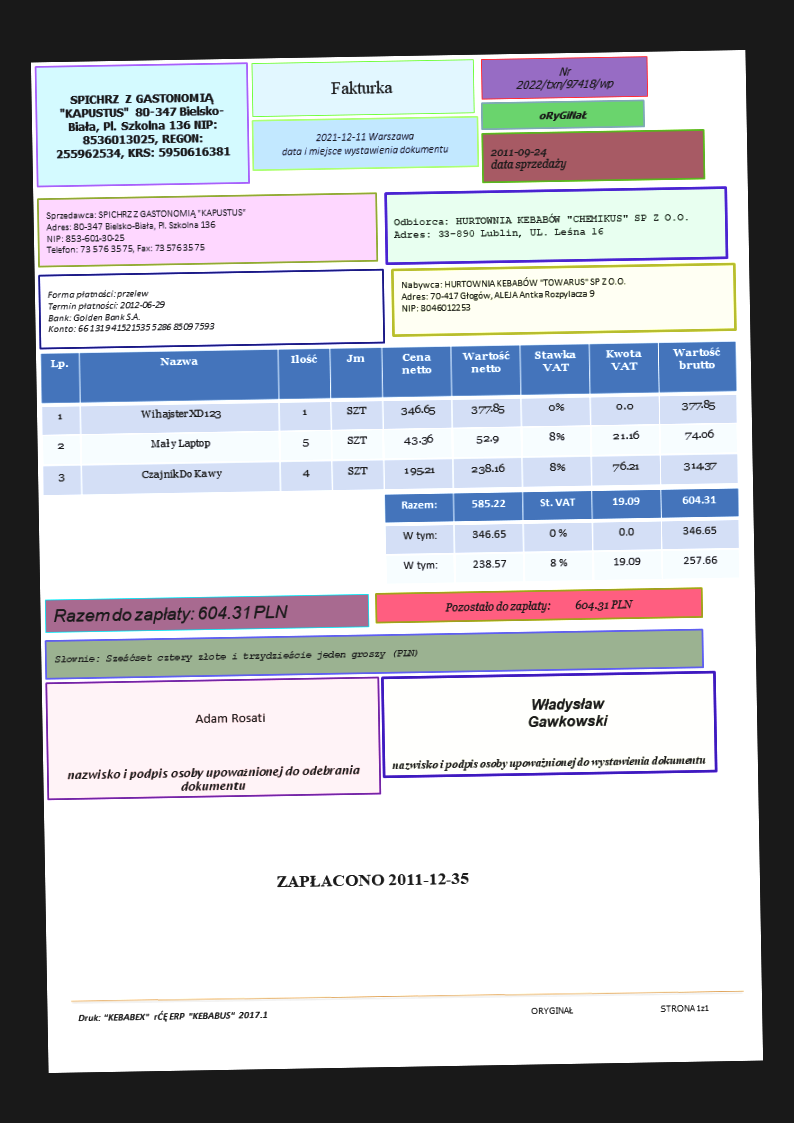 SPICHRZ Z GASTONOMIĄ
"KAPUSTUS" 80-347 Bielsko-
Biała, Pl. Szkolna 136 NIP:
8536013025, REGON:
255962534, KRS: 5950616381
Fakturka
2021-12-11 Warszawa
data i miejsce wystawienia dokumentu
Nr
2022/txn/97418/wp
oRyGiNał
2011-09-24
data sprzedaży
Sprzedawca: SPICHRZ Z GASTONOMIĄ "KAPUSTUS"
Adres: 80-347 Bielsko-Biała, Pl. Szkolna 136
NIP: 853-601-30-25
Telefon: 73 576 35 75, Fax: 73 576 35 75
Odbiorca: HURTOWNIA KEBABÓW "CHEMIKUS" SP Z O.O.
Adres: 33-890 Lublin, UL. Leśna 16
Forma płatności: przelew
Termin płatności: 2012-06-29
Bank: Golden Bank S.A.
Konto: 66 1319 4152 1535 5286 8509 7593
Nabywca: HURTOWNIA KEBABÓW "TOWARUS" SP Z O.O.
Adres: 70-417 Głogów, ALEJA Antka Rozpylacza 9
NIP: 8046012253
Lp. Nazwa Ilość Jm Cena netto Wartość netto Stawka VAT Kwota VAT Wartość brutto
1 Wihajster XD123 1 SZT 346.65 377.85 0% 0.0 377.85
2 Mały Laptop 5 SZT 43.36 52.9 8% 21.16 74.06
3 Czajnik Do Kawy 4 SZT 195.21 238.16 8% 76.21 314.37
Razem: 585.22 St. VAT 19.09 604.31
W tym: 346.65 0 % 0.0 346.65
W tym: 238.57 8 % 19.09 257.66
Razem do zapłaty: 604.31 PLN
Pozostało do zapłaty: 604.31 PLN
Słownie: Sześćset cztery złote i trzydzieście jeden groszy (PLN)
Adam Rosati
nazwisko i podpis osoby upoważnionej do odebrania
dokumentu
Władysław
Gawkowski
nazwisko i podpis osoby upoważnionej do wystawienia dokumentu
ZAPŁACONO 2011-12-35
Druk: "KEBABEX" rĆĘ ERP "KEBABUS" 2017.1
ORYGINAŁ
STRONA 1z1